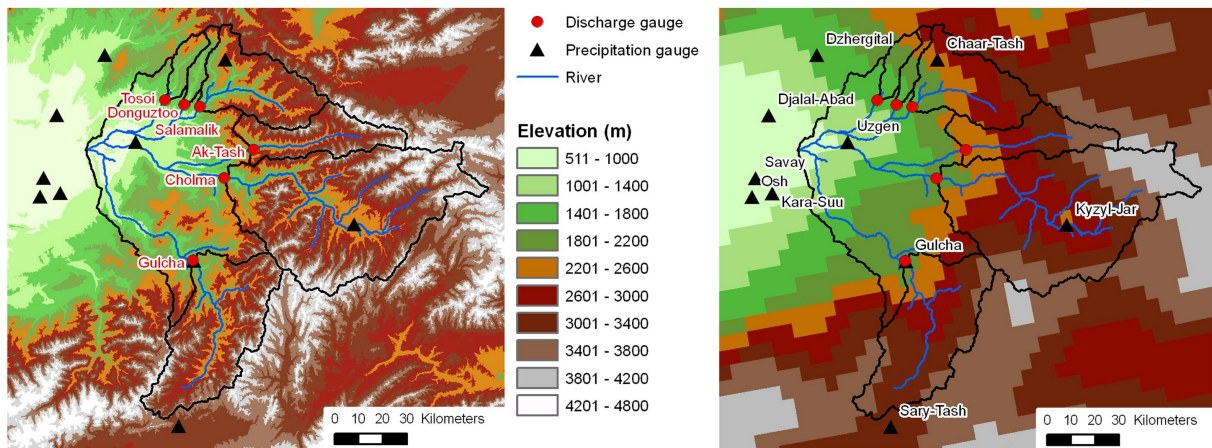 Tosoi
Donguztoo
Salamalik
Ak-Tash
Cholma
Gulcha
0 10 20 30 Kilometers
Discharge gauge
Precipitation gauge
River
Elevation (m)
511 - 1000
1001 - 1400
1401 - 1800
1801 - 2200
2201 - 2600
2601 - 3000
3001 - 3400
3401 - 3800
3801 - 4200
4201 - 4800
Dzhergital
Chaar-Tash
Djalal-Abad
Uzgen
Savay
Osh
Kara-Suu
Kyzyl-Jar
Gulcha
Sary-Tash
0 10 20 30 Kilometers